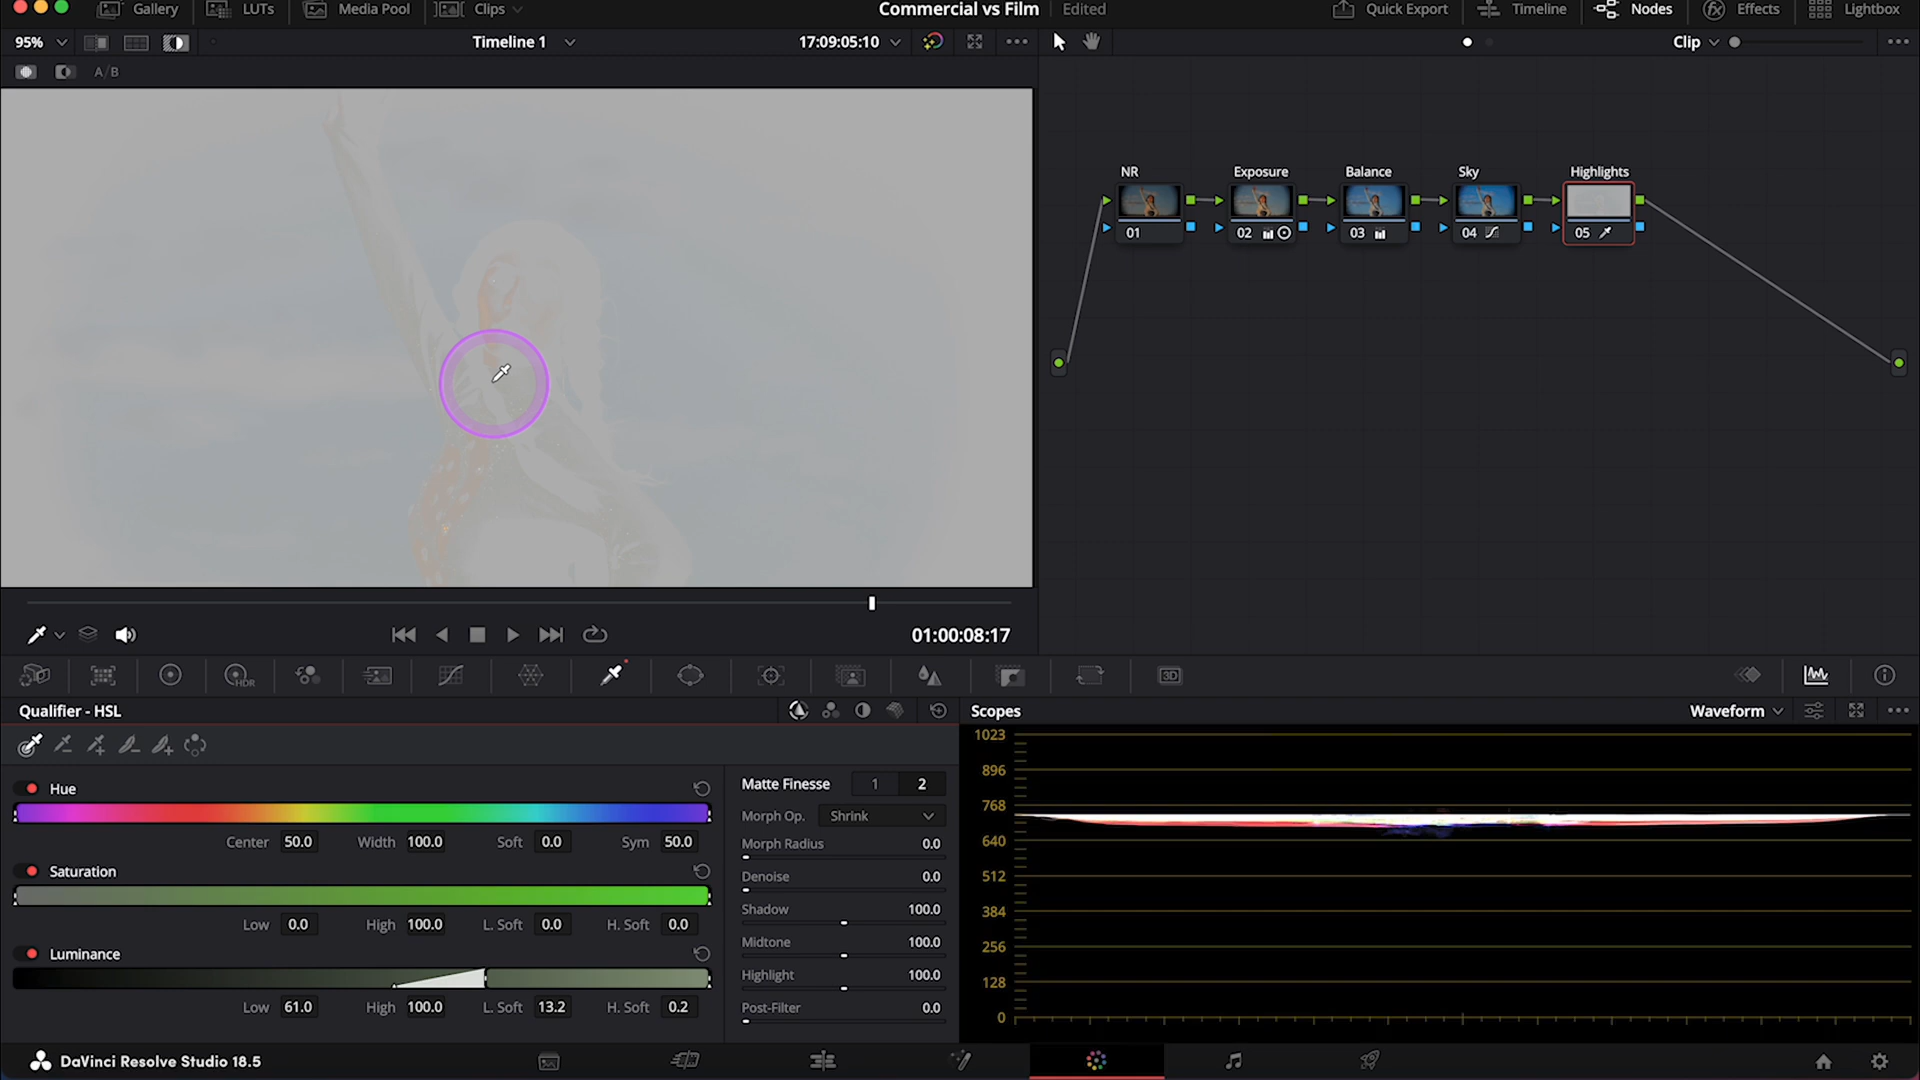 Gallery LUTs Media Pool Clips Commercial vs Film Edited Quick Export Timeline Nodes Effects Lightbox
95% Timeline 1 17:09:05:10 Clip
A/B
NR Exposure Balance Sky Highlights
01 02 03 04 05
01:00:08:17
HDR 3D
Qualifier - HSL Scopes Waveform
Hue
Center 50.0 Width 100.0 Soft 0.0 Sym 50.0
Saturation
Low 0.0 High 100.0 L. Soft 0.0 H. Soft 0.0
Luminance
Low 61.0 High 100.0 L. Soft 13.2 H. Soft 0.2
Matte Finesse 1 2
Morph Op. Shrink
Morph Radius 0.0
Denoise 0.0
Shadow 100.0
Midtone 100.0
Highlight 100.0
Post-Filter 0.0
1023
896
768
640
512
384
256
128
0
DaVinci Resolve Studio 18.5